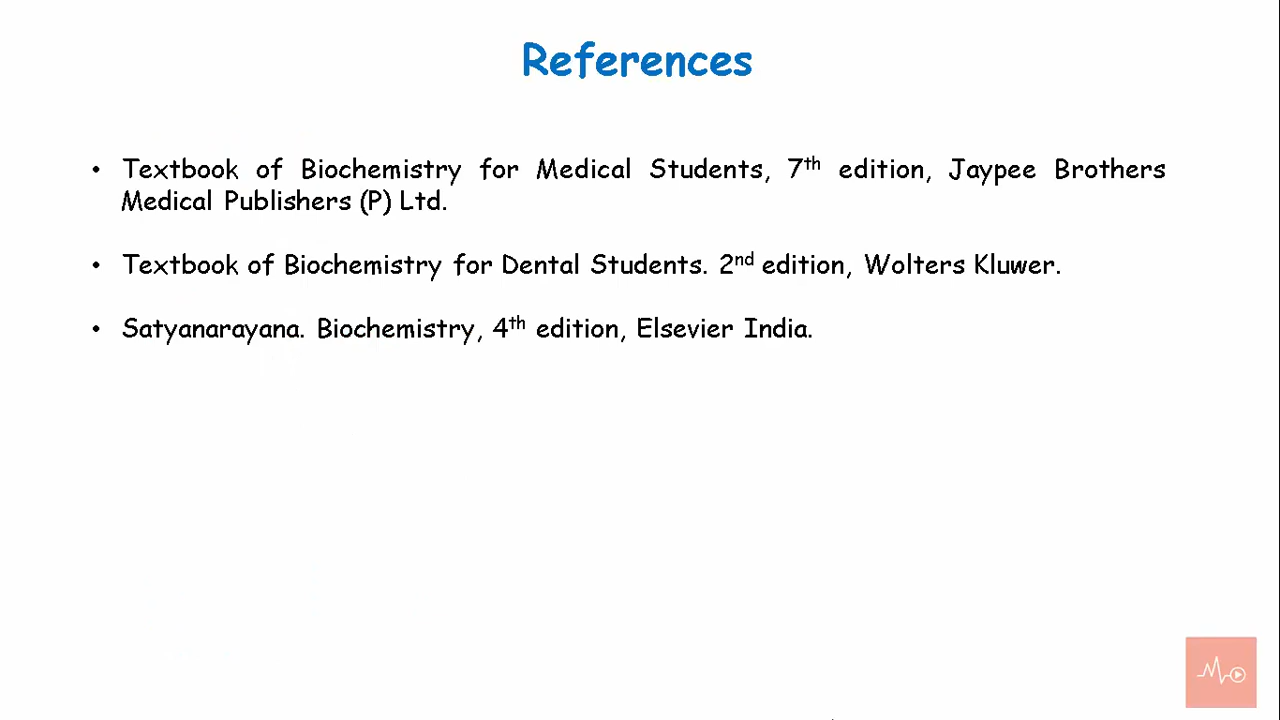 References
• Textbook of Biochemistry for Medical Students, 7th edition, Jaypee Brothers
Medical Publishers (P) Ltd.
• Textbook of Biochemistry for Dental Students. 2nd edition, Wolters Kluwer.
• Satyanarayana. Biochemistry, 4th edition, Elsevier India.